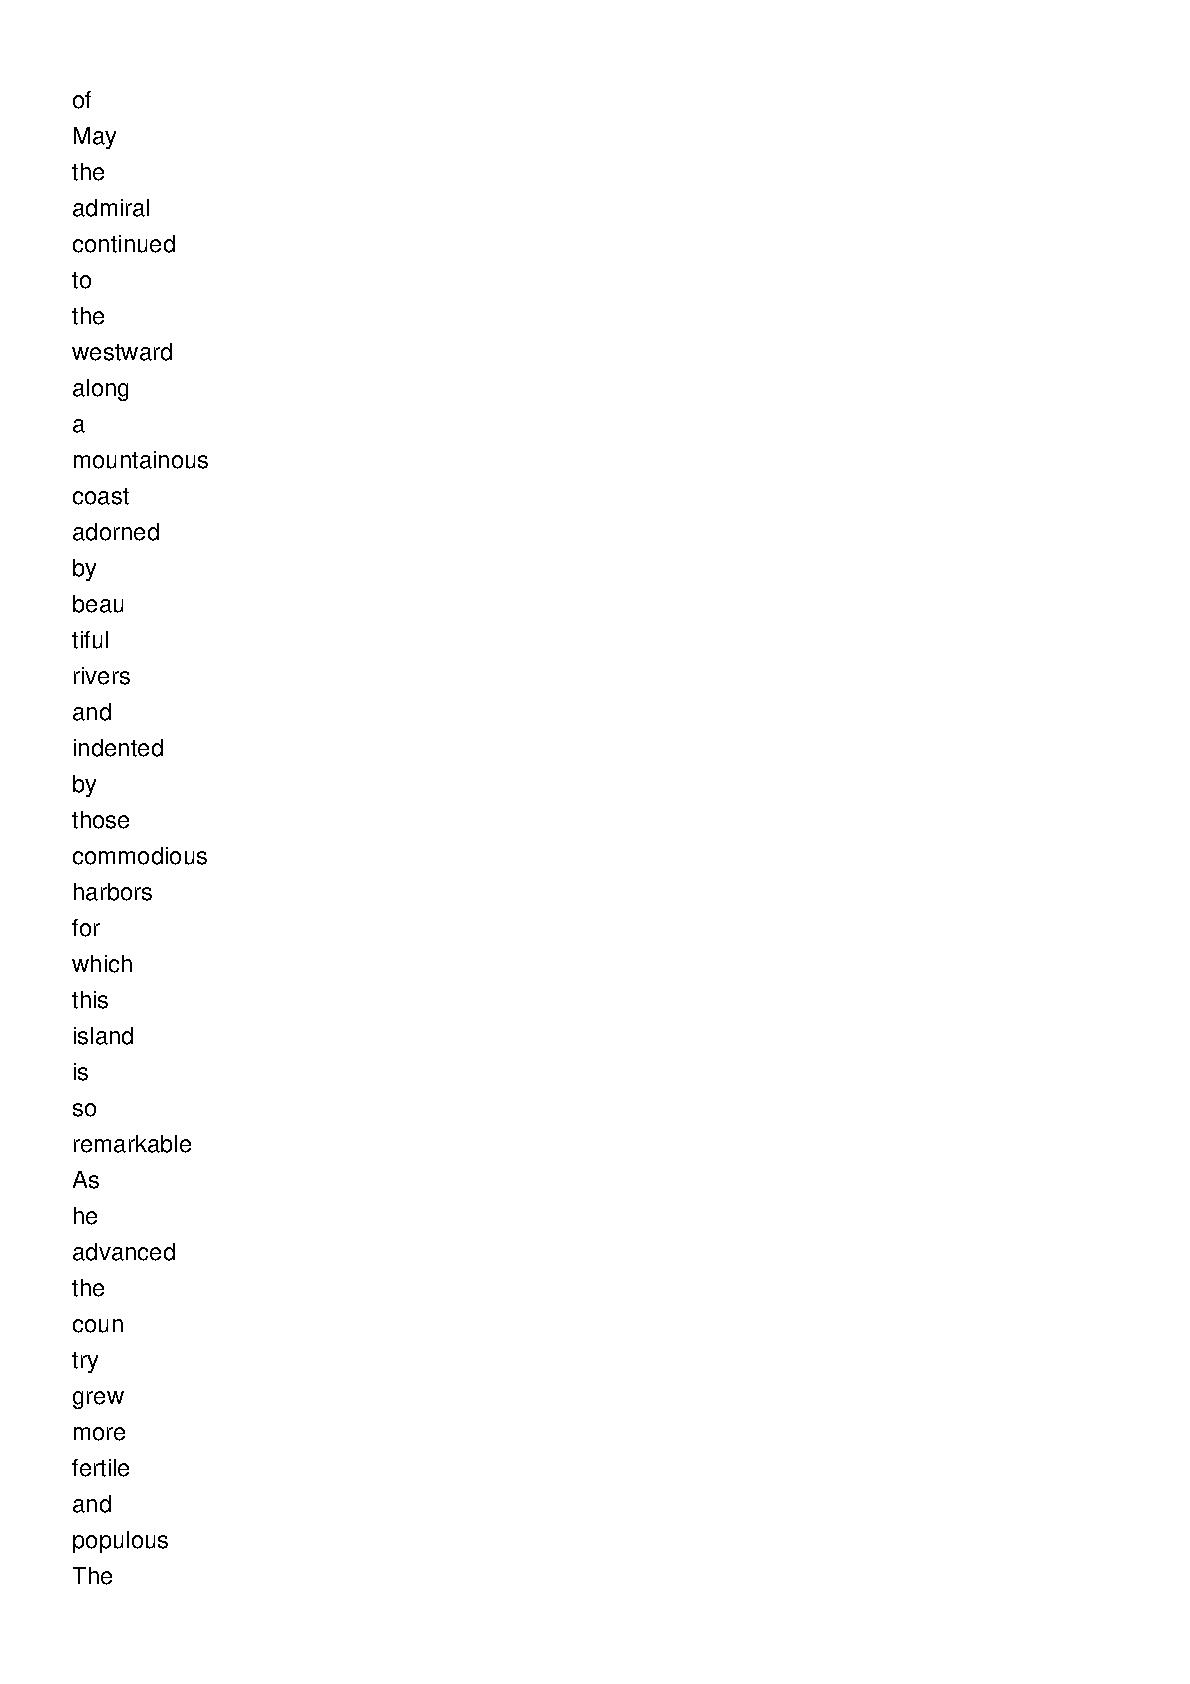 of
May
the
admiral
continued
to
the
westward
along
a
mountainous
coast
adorned
by
beau
tiful
rivers
and
indented
by
those
commodious
harbors
for
which
this
island
is
so
remarkable
As
he
advanced
the
coun
try
grew
more
fertile
and
populous
The